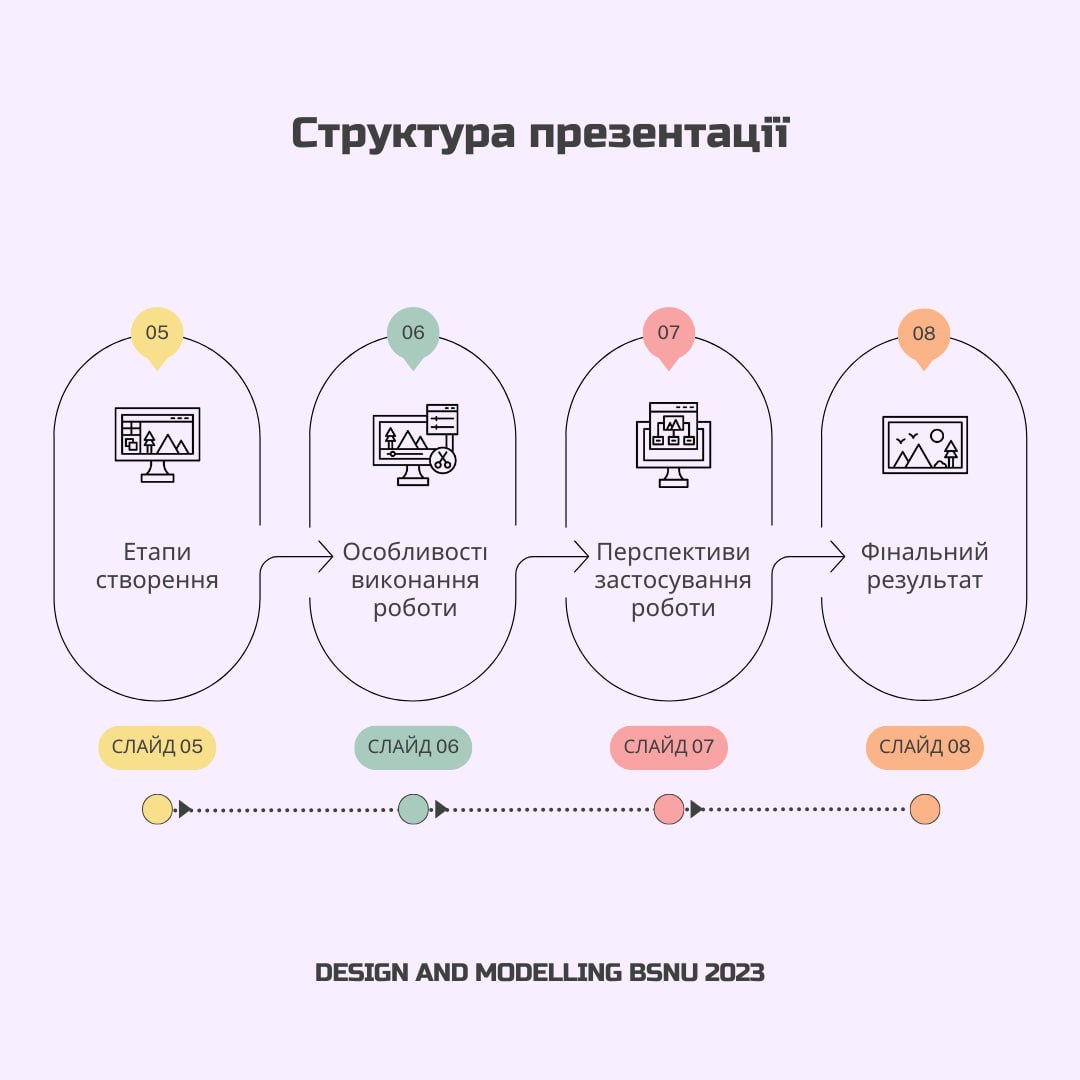 Структура презентації
05
06
07
08
Етапи
створення
Особливості
виконання
роботи
Перспективи
застосування
роботи
Фінальний
результат
СЛАЙД 05
СЛАЙД 06
СЛАЙД 07
СЛАЙД 08
DESIGN AND MODELLING BSNU 2023